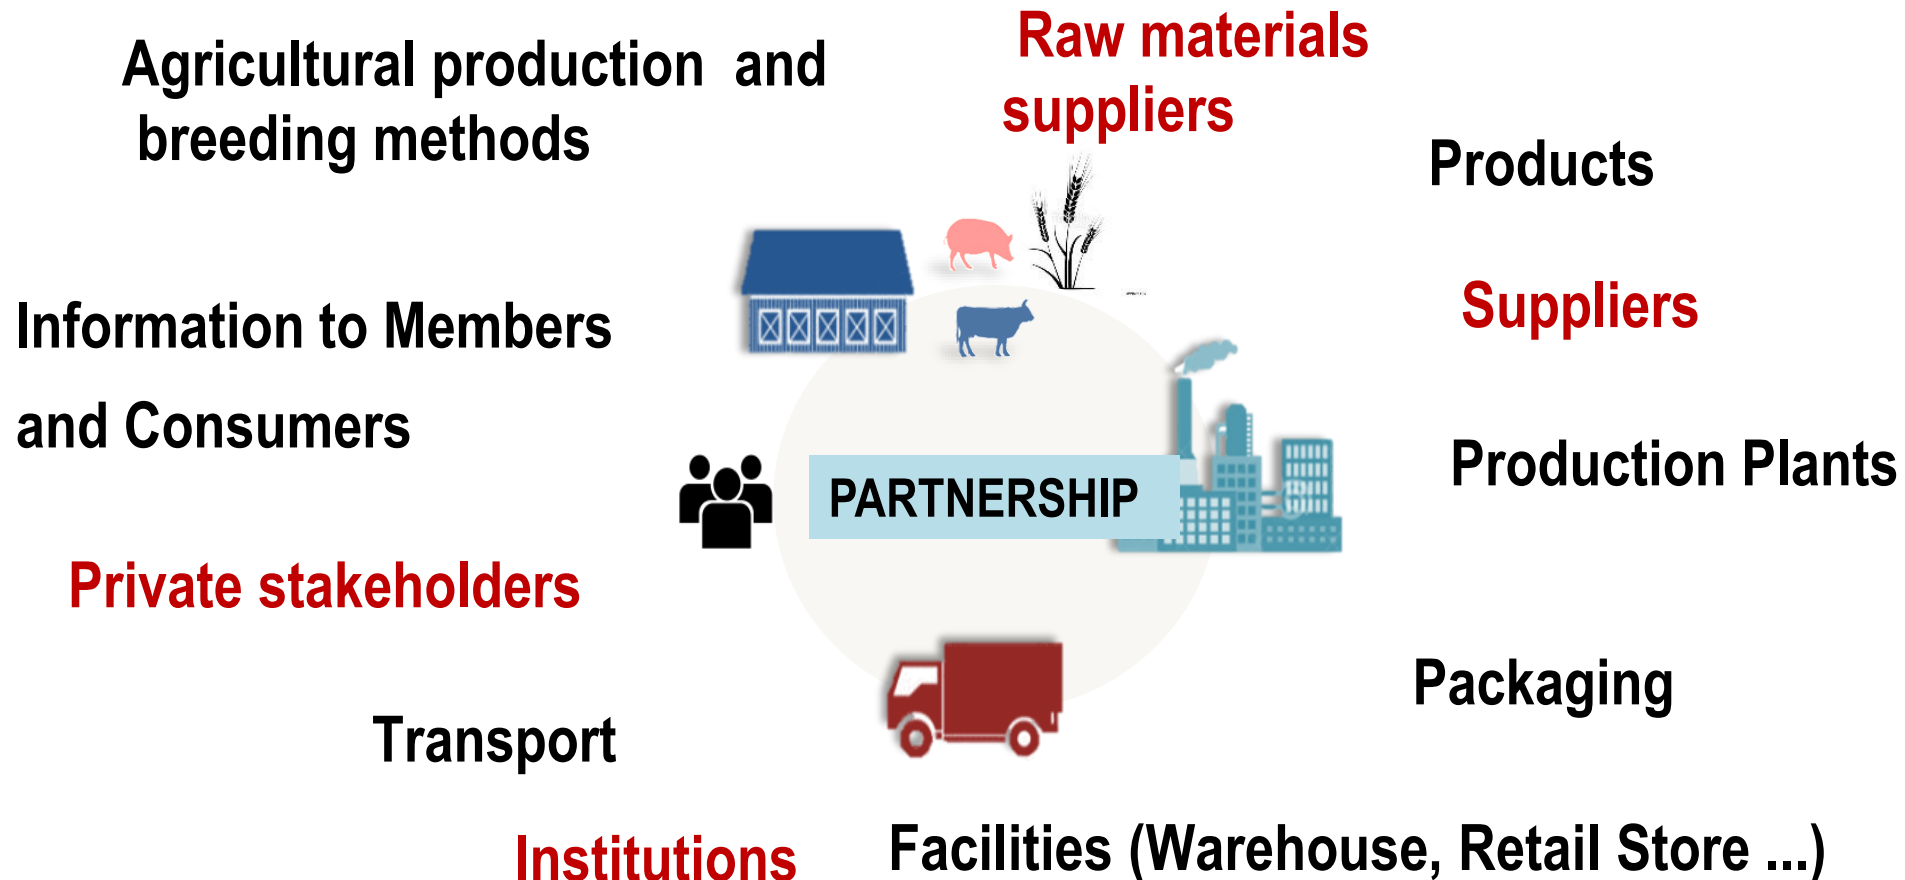 Agricultural production and
breeding methods
Raw materials
suppliers
Products
Information to Members
and Consumers
Suppliers
PARTNERSHIP
Production Plants
Private stakeholders
Packaging
Transport
Institutions
Facilities (Warehouse, Retail Store ...)